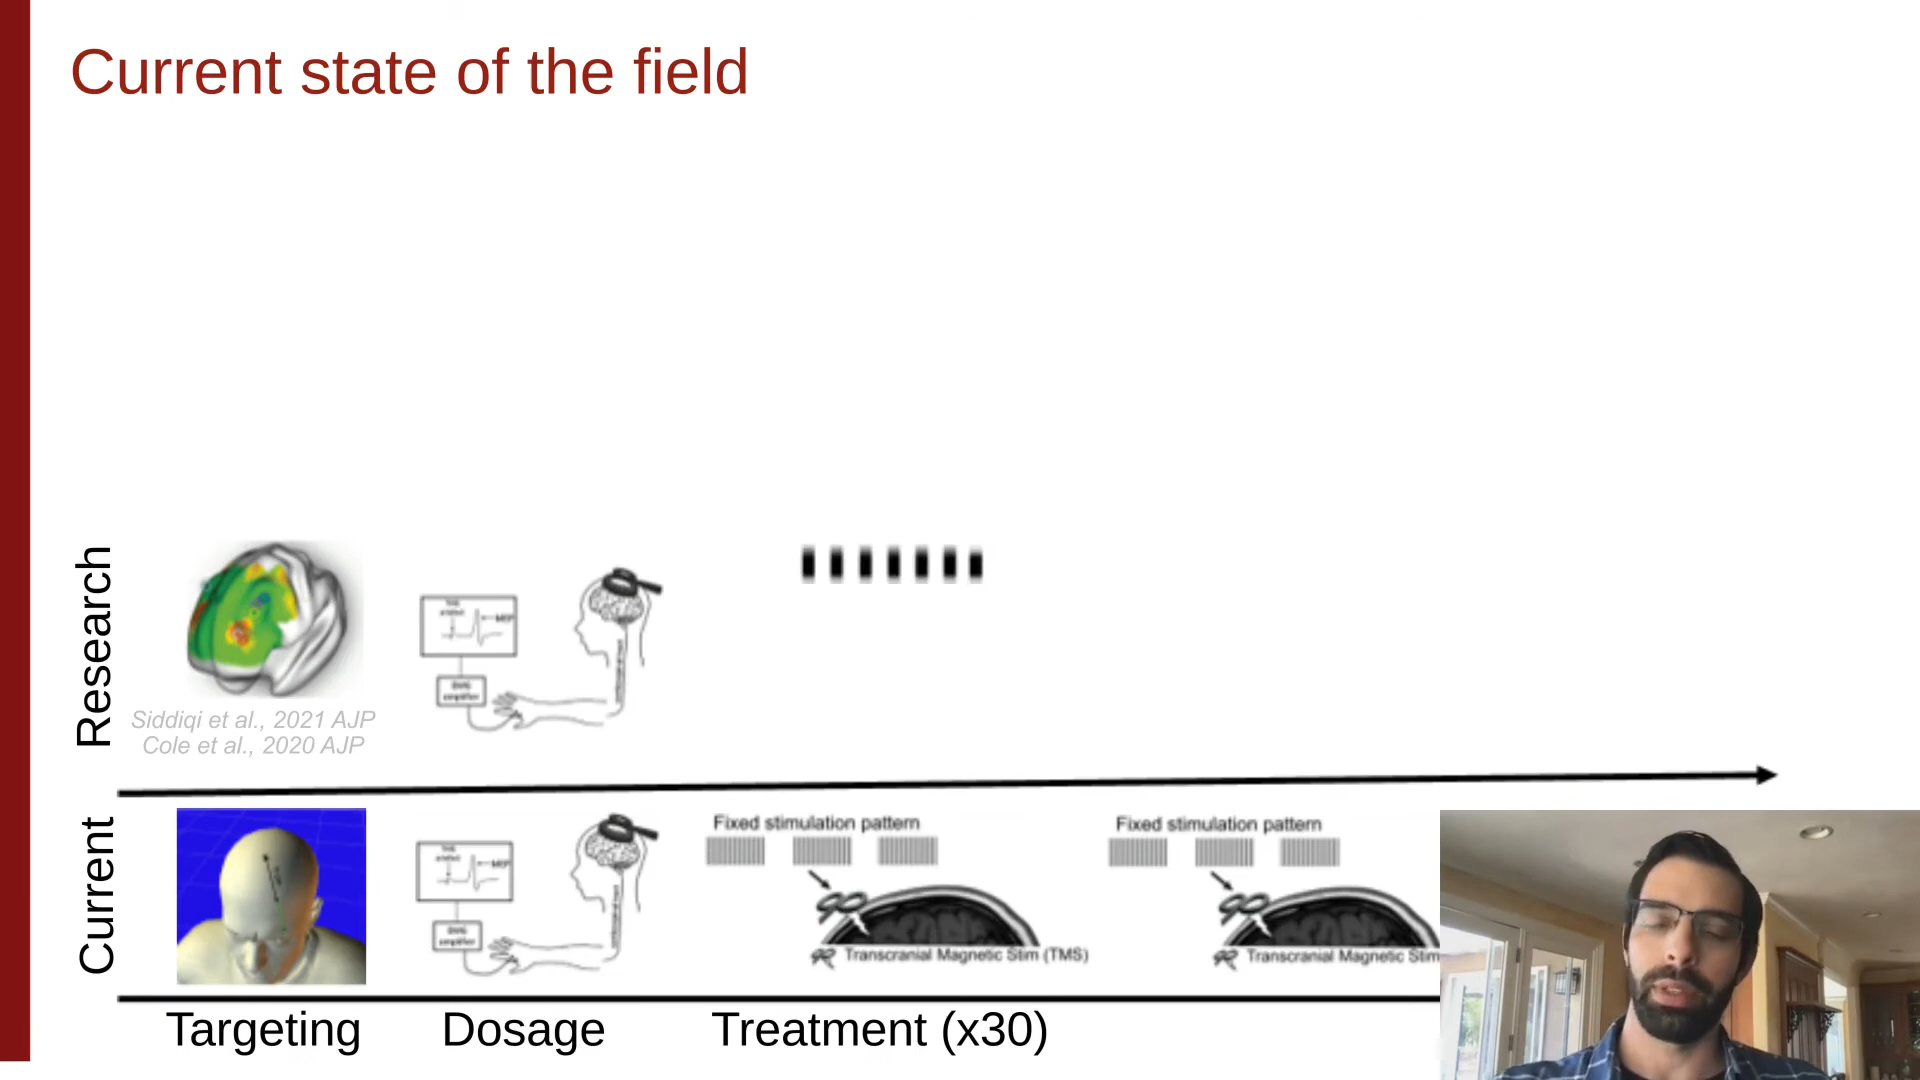 Current state of the field
Research
Siddiqi et al., 2021 AJP
Cole et al., 2020 AJP
Current
Fixed stimulation pattern
Transcranial Magnetic Stim (TMS)
Fixed stimulation pattern
Transcranial Magnetic Stim
Targeting
Dosage
Treatment (x30)